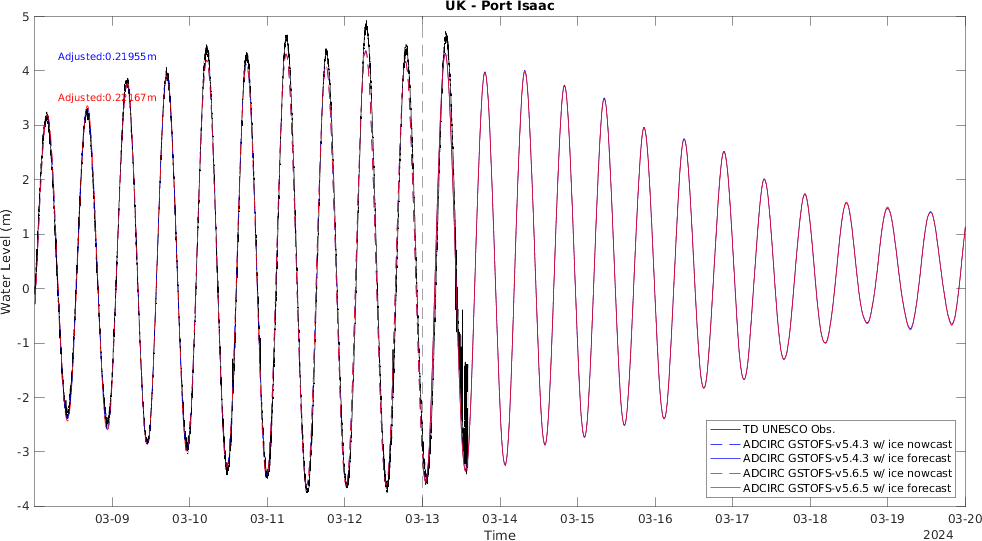 UK - Port Isaac
Adjusted:0.21955m
Adjusted:0.22167m
Water Level (m)
5
4
3
2
1
0
-1
-2
-3
-4
TD UNESCO Obs.
ADCIRC GSTOFS-v5.4.3 w/ ice nowcast
ADCIRC GSTOFS-v5.4.3 w/ ice forecast
ADCIRC GSTOFS-v5.6.5 w/ ice nowcast
ADCIRC GSTOFS-v5.6.5 w/ ice forecast
03-09 03-10 03-11 03-12 03-13 03-14 03-15 03-16 03-17 03-18 03-19 03-20
Time
2024